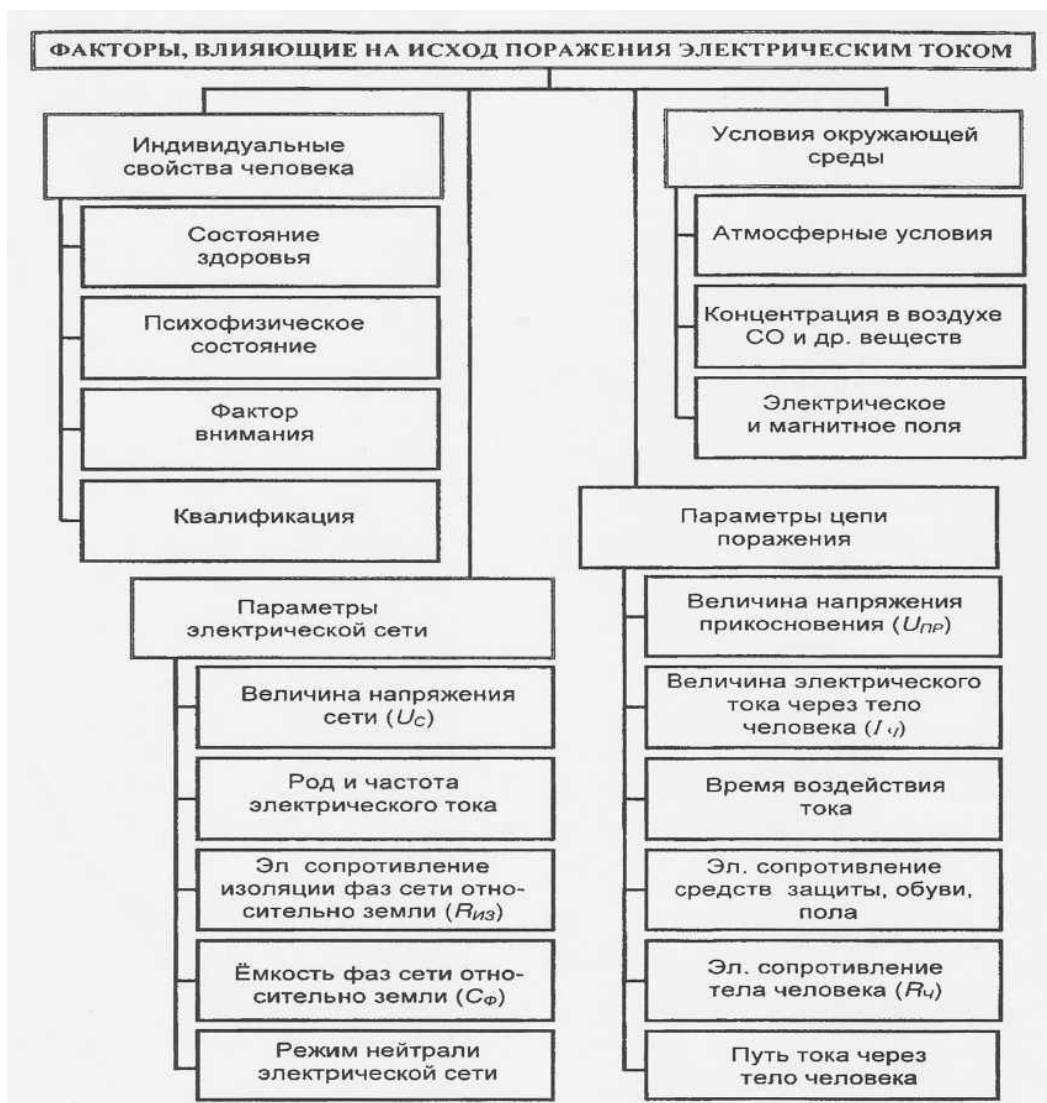 ФАКТОРЫ, ВЛИЯЮЩИЕ НА ИСХОД ПОРАЖЕНИЯ ЭЛЕКТРИЧЕСКИМ ТОКОМ
Индивидуальные
свойства человека
Состояние
здоровья
Психофизическое
состояние
Фактор
внимания
Квалификация
Условия окружающей
среды
Атмосферные условия
Концентрация в воздухе
СО и др. веществ
Электрическое
и магнитное поля
Параметры
электрической сети
Величина напряжения
сети (UС)
Род и частота
электрического тока
Эл сопротивление
изоляции фаз сети отно-
сительно земли (RИЗ)
Ёмкость фаз сети отно-
сительно земли (СФ)
Режим нейтрали
электрической сети
Параметры цепи
поражения
Величина напряжения
прикосновения (UПР)
Величина электрического
тока через тело
человека (IЧ)
Время воздействия
тока
Эл. сопротивление
средств защиты, обуви,
пола
Эл. сопротивление
тела человека (RЧ)
Путь тока через
тело человека